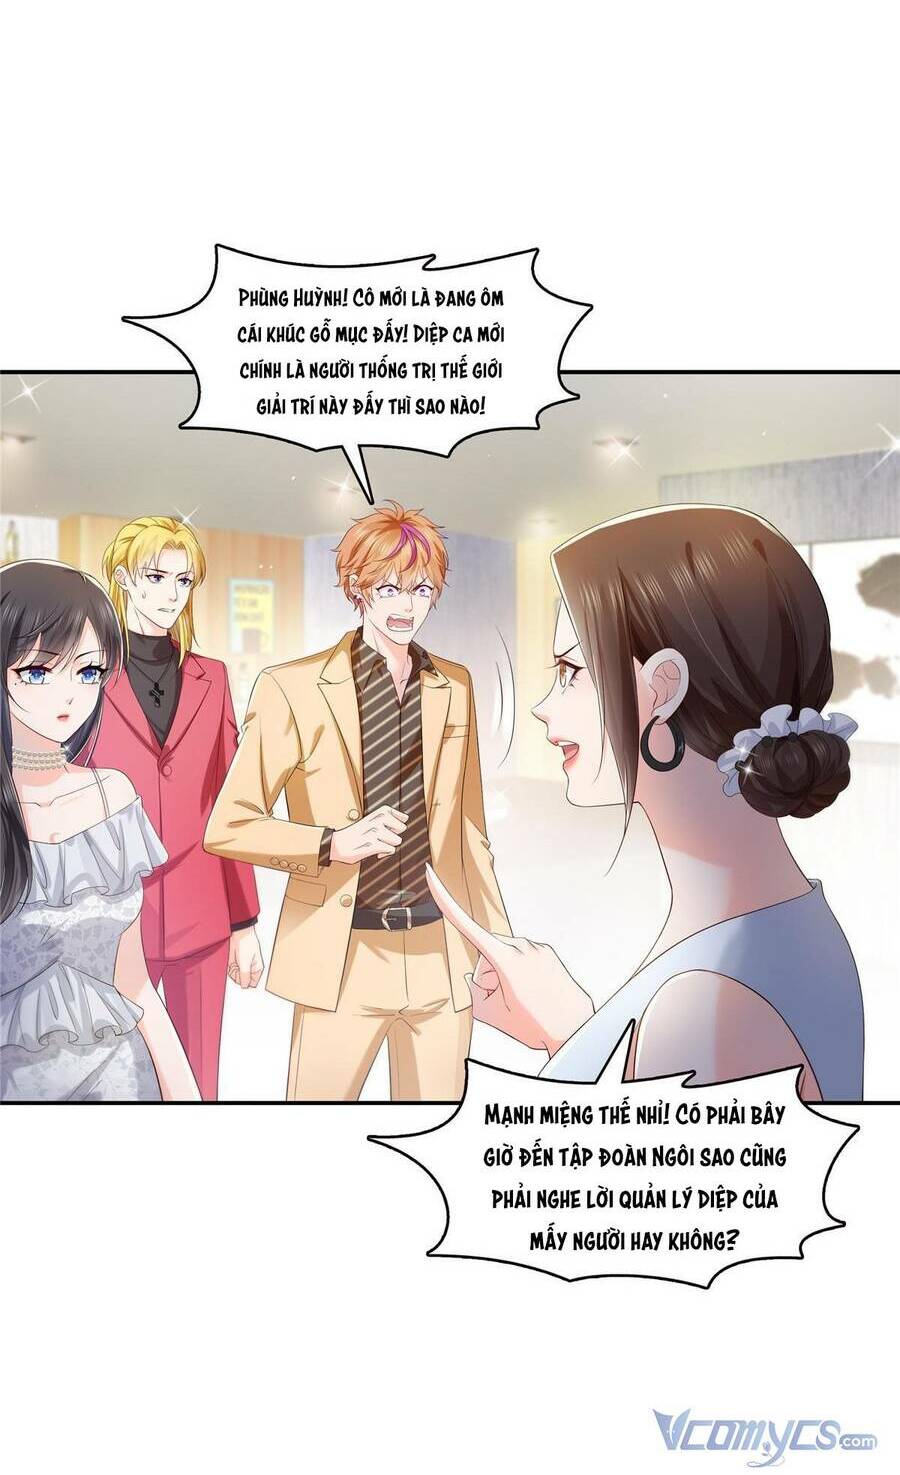 Phùng Huỳnh! Cô mới là đang ôm
cái khúc gỗ mục đấy! Diệp ca mới
chính là người thống trị thế giới
giải trí này đấy thì sao nào!
Mạnh miệng thế nhỉ! Có phải bây
giờ đến tập đoàn Ngôi sao cũng
phải nghe lời quản lý Diệp của
mấy người hay không?
Vcomycs.com